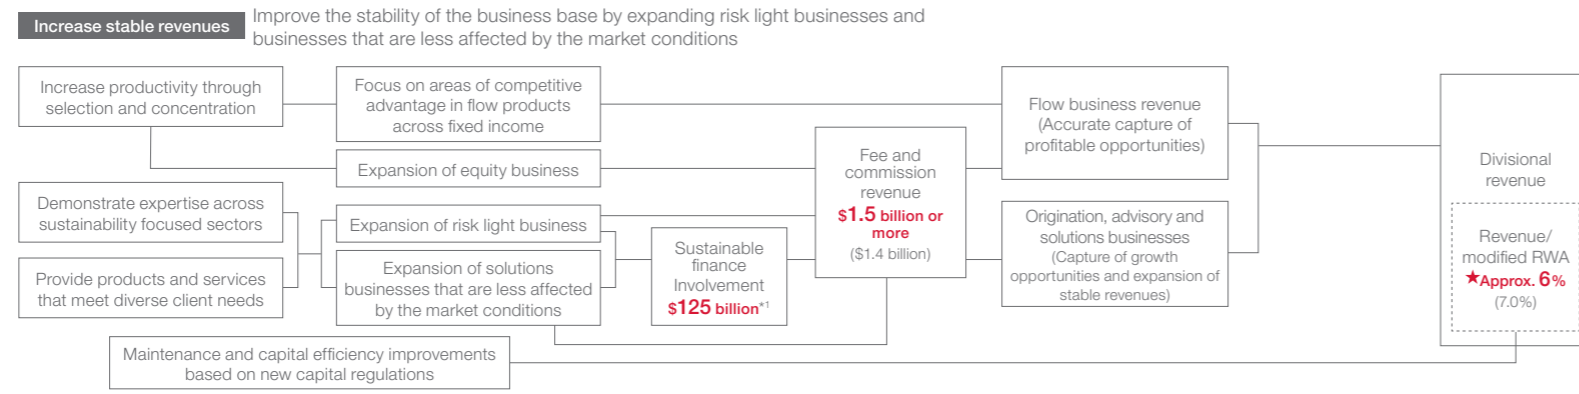 Increase stable revenues
Improve the stability of the business base by expanding risk light businesses and
businesses that are less affected by the market conditions
Increase productivity through
selection and concentration
Focus on areas of competitive
advantage in flow products
across fixed income
Expansion of equity business
Demonstrate expertise across
sustainability focused sectors
Provide products and services
that meet diverse client needs
Expansion of risk light business
Expansion of solutions
businesses that are less affected
by the market conditions
Maintenance and capital efficiency improvements
based on new capital regulations
Sustainable
finance
Involvement
$125 billion*1
Fee and
commission
revenue
$1.5 billion or
more
($1.4 billion)
Flow business revenue
(Accurate capture of
profitable opportunities)
Origination, advisory and
solutions businesses
(Capture of growth
opportunities and expansion of
stable revenues)
Divisional
revenue
Revenue/
modified RWA
★Approx. 6%
(7.0%)